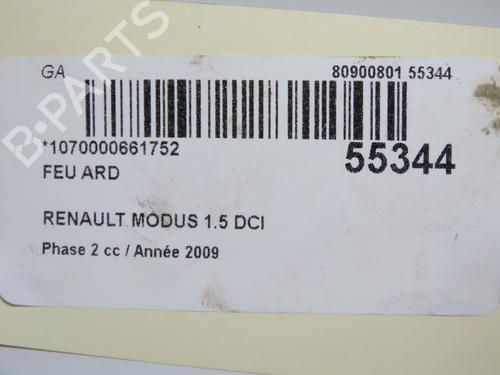 GA 80900801 55344
*1070000661752 55344
FEU ARD
RENAULT MODUS 1.5 DCI
Phase 2 cc / Année 2009
B-PARTS